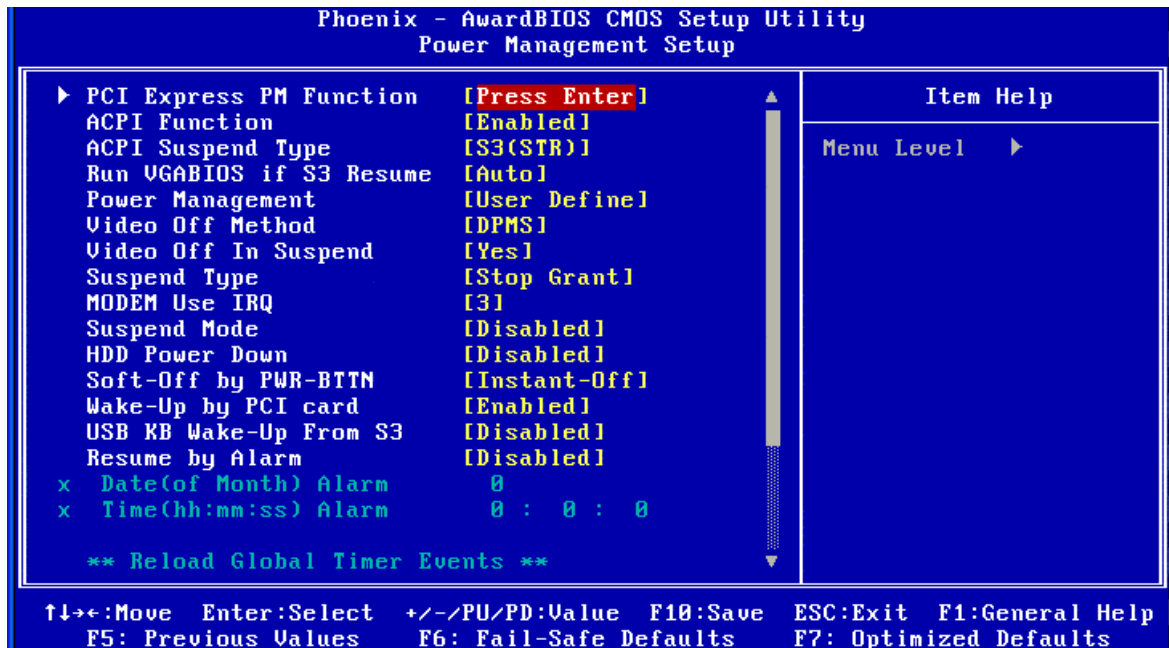 Phoenix - AwardBIOS CMOS Setup Utility
Power Management Setup
PCI Express PM Function [Press Enter]
ACPI Function [Enabled]
ACPI Suspend Type [S3(STR)]
Run VGABIOS if S3 Resume [Auto]
Power Management [User Define]
Video Off Method [DPMS]
Video Off In Suspend [Yes]
Suspend Type [Stop Grant]
MODEM Use IRQ [3]
Suspend Mode [Disabled]
HDD Power Down [Disabled]
Soft-Off by PWR-BTTN [Instant-Off]
Wake-Up by PCI card [Enabled]
USB KB Wake-Up From S3 [Disabled]
Resume by Alarm [Disabled]
x Date(of Month) Alarm 0
x Time(hh:mm:ss) Alarm 0 : 0 : 0
** Reload Global Timer Events **
Item Help
Menu Level
↑↓→←:Move Enter:Select +/-/PU/PD:Value F10:Save ESC:Exit F1:General Help
F5: Previous Values F6: Fail-Safe Defaults F7: Optimized Defaults